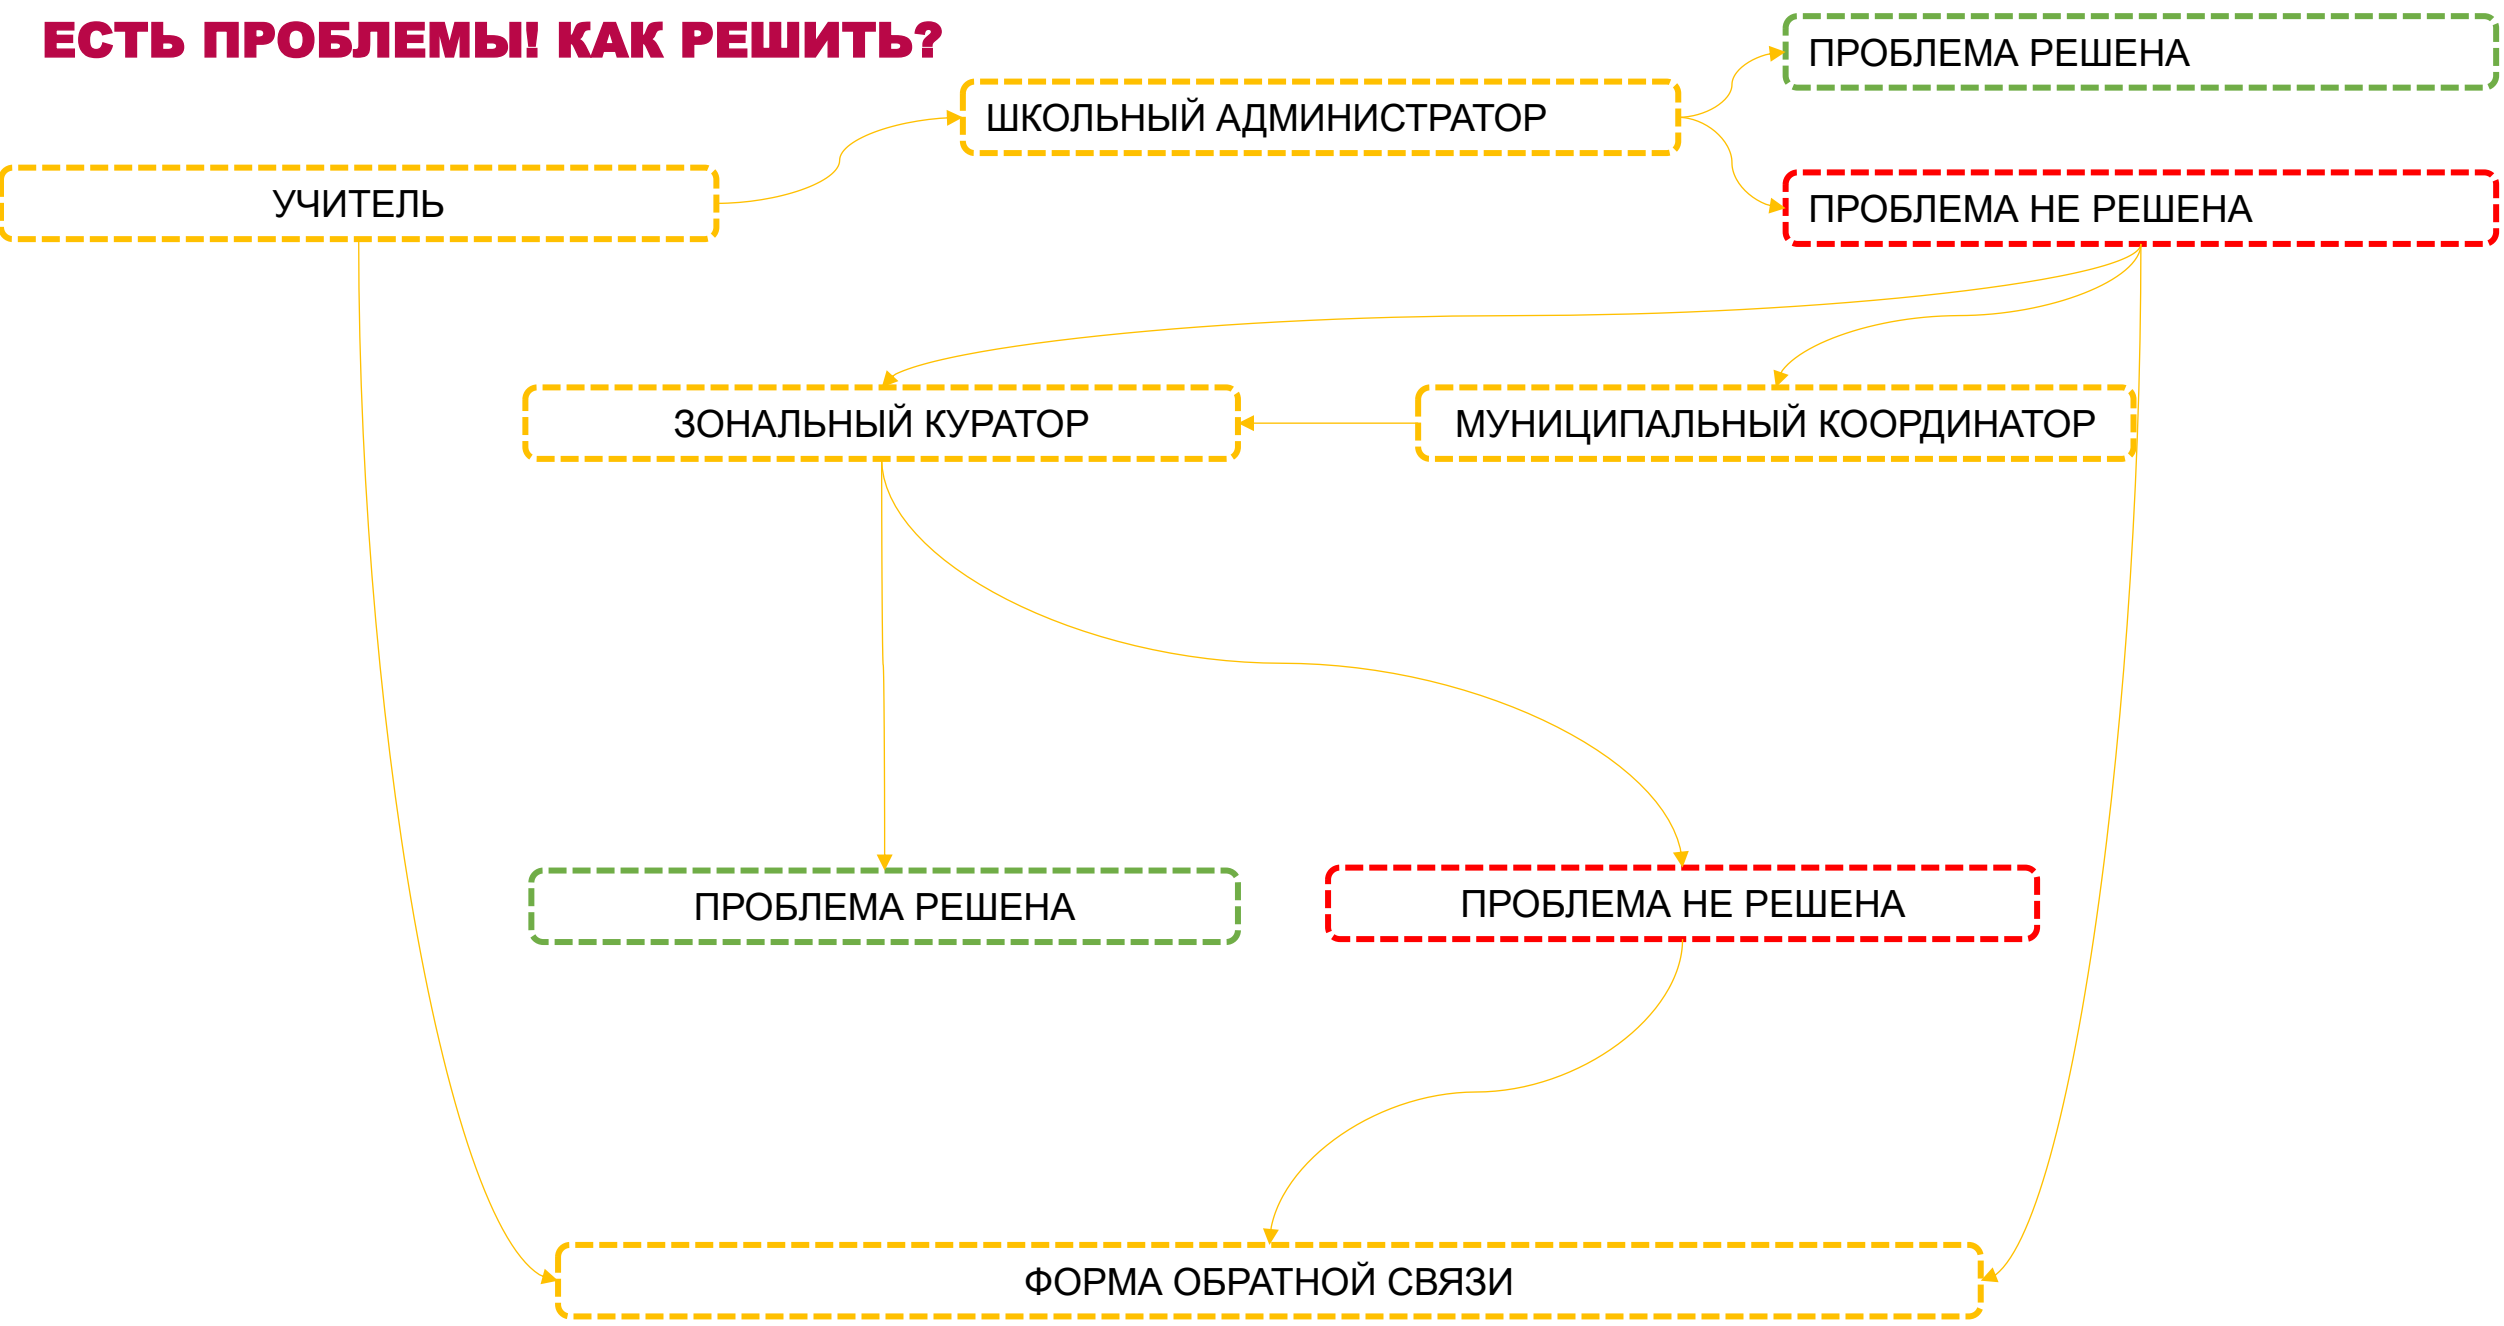 ЕСТЬ ПРОБЛЕМЫ! КАК РЕШИТЬ?
ПРОБЛЕМА РЕШЕНА
ШКОЛЬНЫЙ АДМИНИСТРАТОР
УЧИТЕЛЬ
ПРОБЛЕМА НЕ РЕШЕНА
ЗОНАЛЬНЫЙ КУРАТОР
МУНИЦИПАЛЬНЫЙ КООРДИНАТОР
ПРОБЛЕМА РЕШЕНА
ПРОБЛЕМА НЕ РЕШЕНА
ФОРМА ОБРАТНОЙ СВЯЗИ